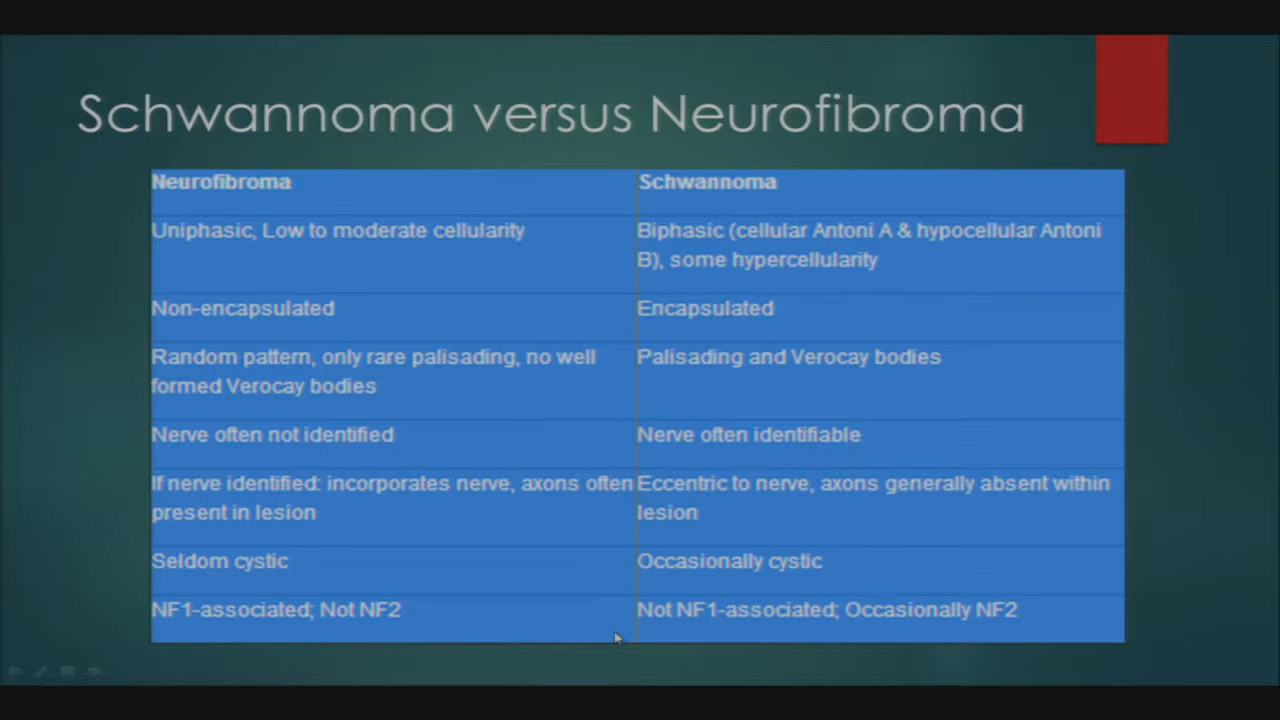 Schwannoma versus Neurofibroma
Neurofibroma
Schwannoma
Uniphasic, Low to moderate cellularity
Biphasic (cellular Antoni A & hypocellular Antoni
B), some hypercellularity
Non-encapsulated
Encapsulated
Random pattern, only rare palisading, no well
formed Verocay bodies
Palisading and Verocay bodies
Nerve often not identified
Nerve often identifiable
If nerve identified: incorporates nerve, axons often
present in lesion
Eccentric to nerve, axons generally absent within
lesion
Seldom cystic
Occasionally cystic
NF1-associated; Not NF2
Not NF1-associated; Occasionally NF2